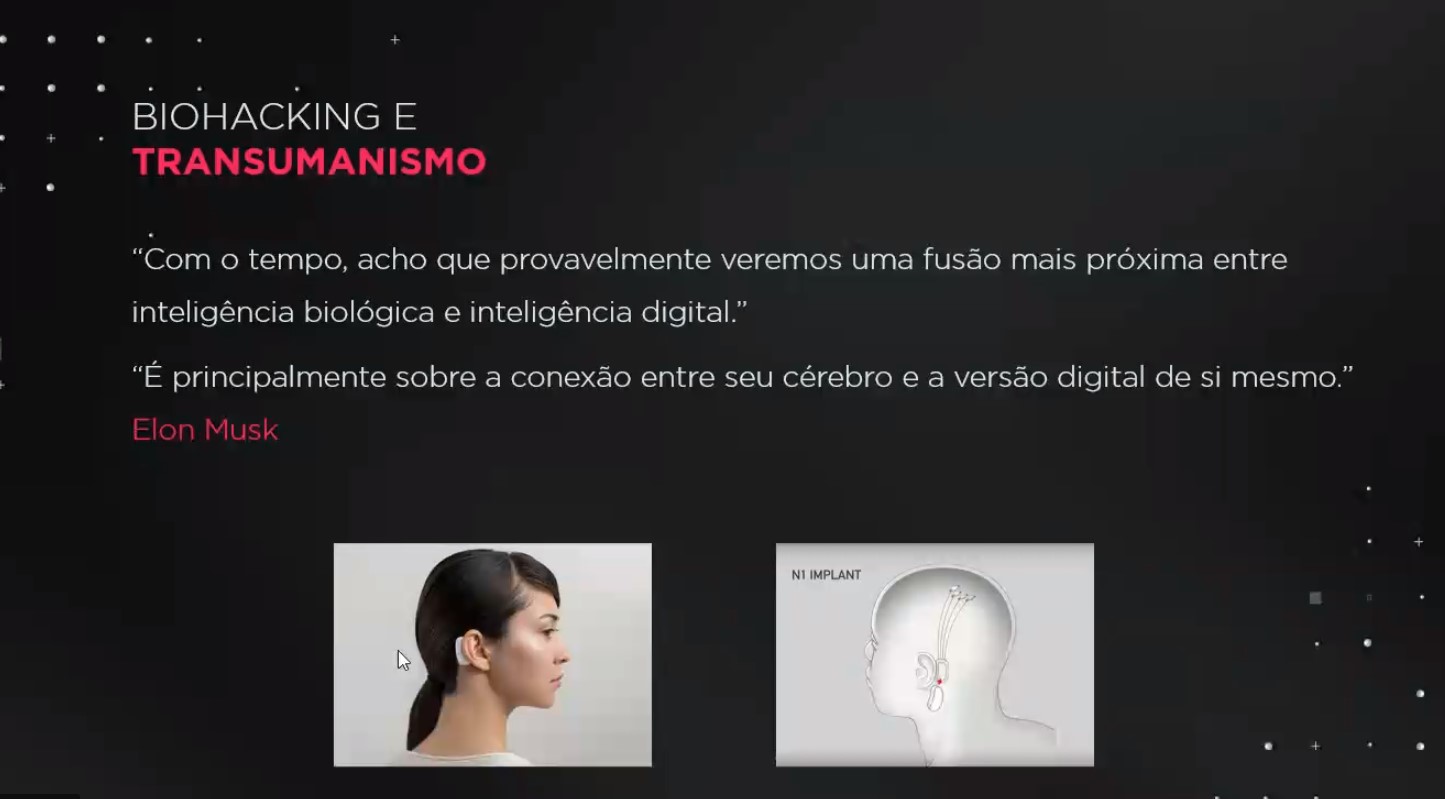 BIOHACKING E
TRANSUMANISMO
“Com o tempo, acho que provavelmente veremos uma fusão mais próxima entre
inteligência biológica e inteligência digital.”
“É principalmente sobre a conexão entre seu cérebro e a versão digital de si mesmo.”
Elon Musk
N1 IMPLANT